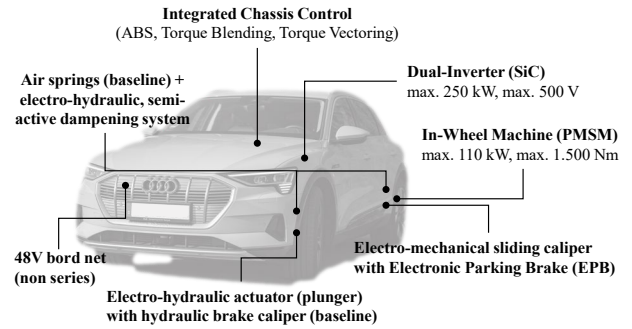 Integrated Chassis Control
(ABS, Torque Blending, Torque Vectoring)
Air springs (baseline) +
electro-hydraulic, semi-
active dampening system
Dual-Inverter (SiC)
max. 250 kW, max. 500 V
In-Wheel Machine (PMSM)
max. 110 kW, max. 1.500 Nm
48V bord net
(non series)
Electro-mechanical sliding caliper
with Electronic Parking Brake (EPB)
Electro-hydraulic actuator (plunger)
with hydraulic brake caliper (baseline)